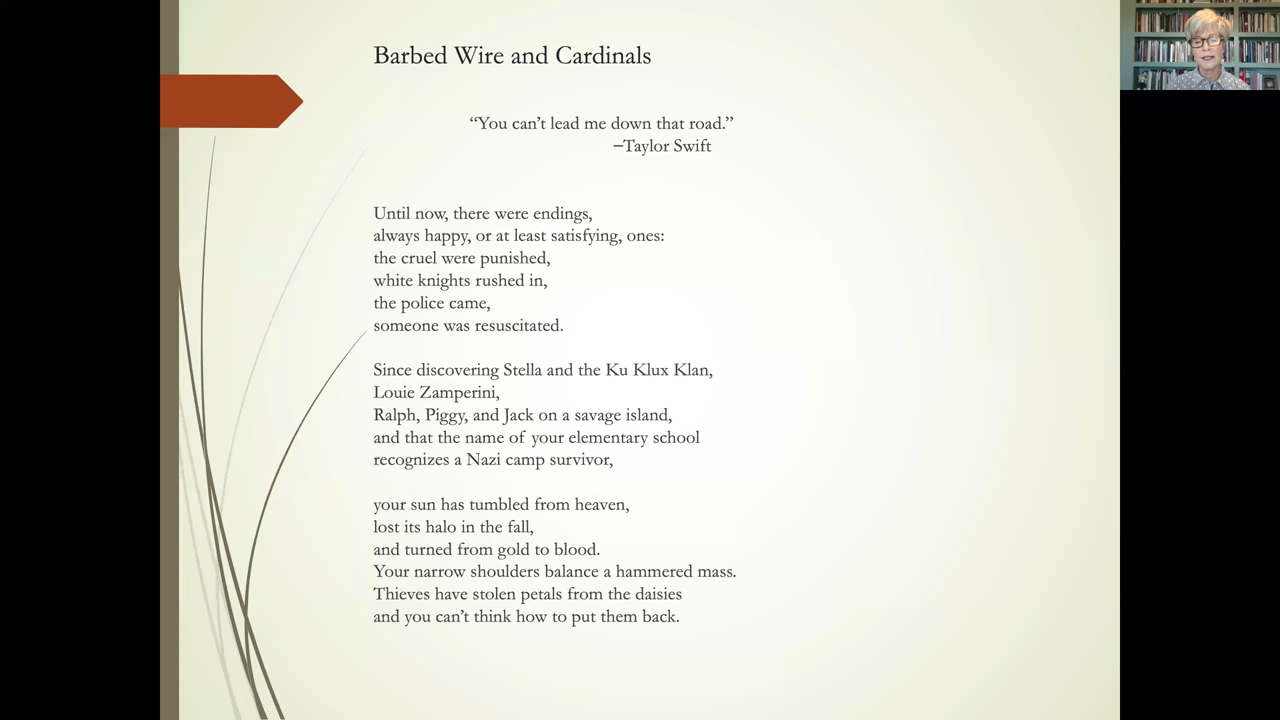 Barbed Wire and Cardinals
“You can’t lead me down that road.”
–Taylor Swift
Until now, there were endings,
always happy, or at least satisfying, ones:
the cruel were punished,
white knights rushed in,
the police came,
someone was resuscitated.
Since discovering Stella and the Ku Klux Klan,
Louie Zamperini,
Ralph, Piggy, and Jack on a savage island,
and that the name of your elementary school
recognizes a Nazi camp survivor,
your sun has tumbled from heaven,
lost its halo in the fall,
and turned from gold to blood.
Your narrow shoulders balance a hammered mass.
Thieves have stolen petals from the daisies
and you can’t think how to put them back.